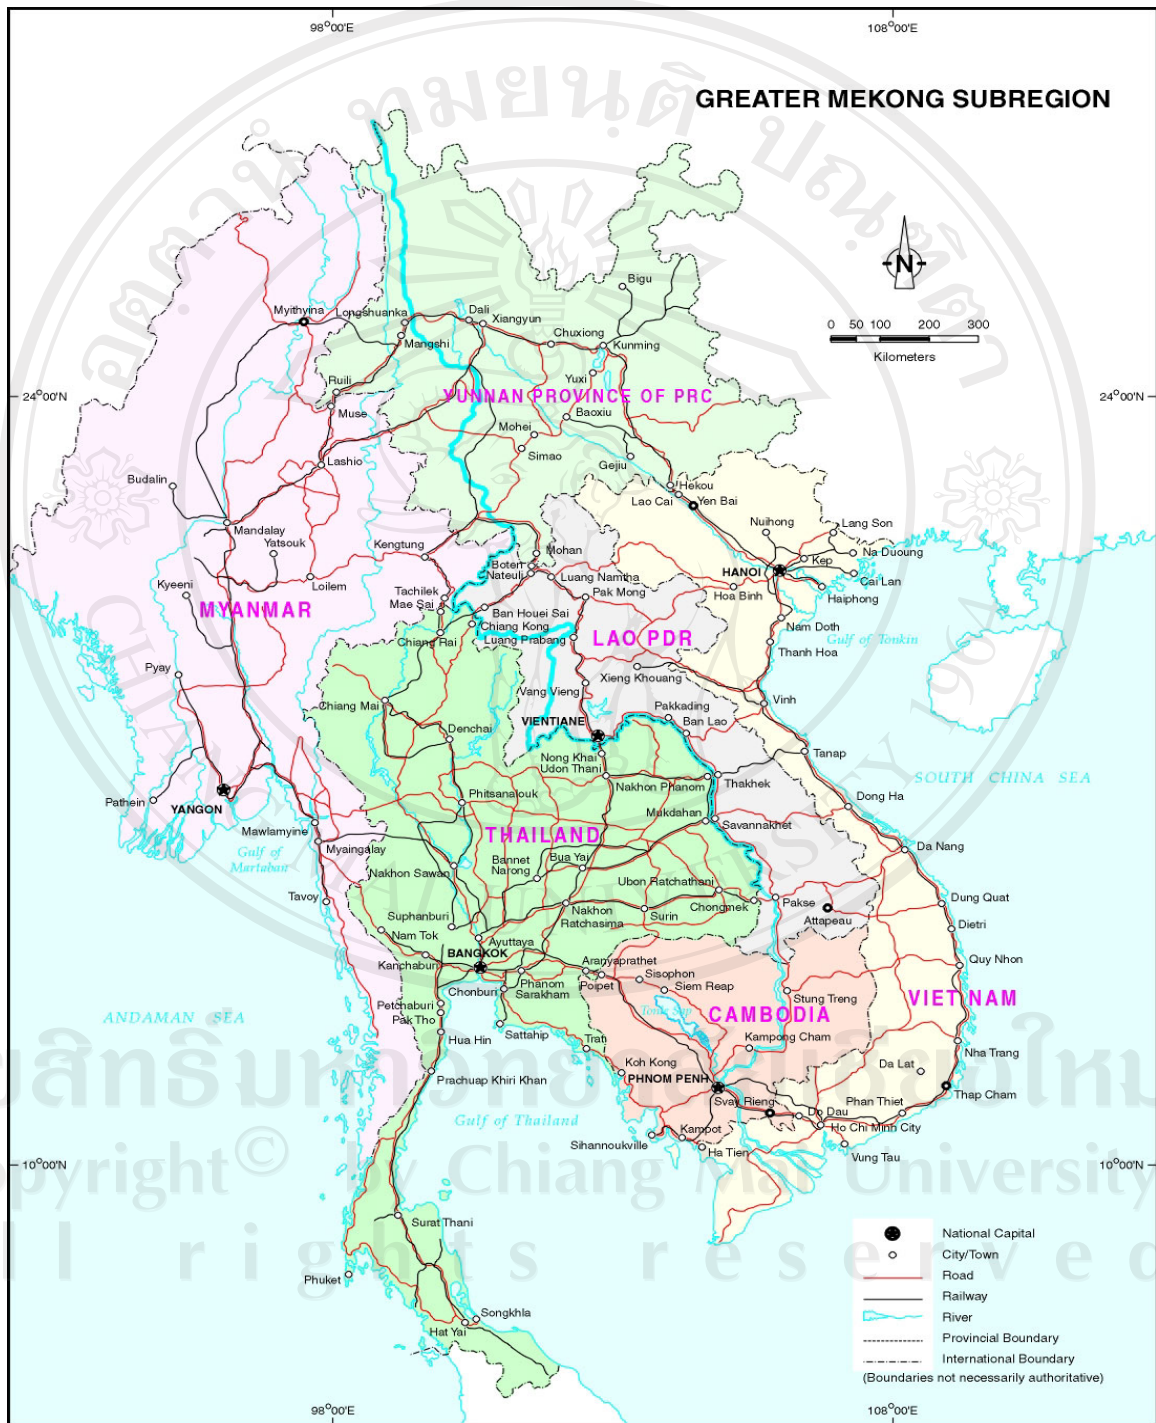 98°00'E
108°00'E
GREATER MEKONG SUBREGION
N
0 50 100 200 300
Kilometers
Bigu
Myithyina
Longshuanka
Dali
Xiangyun
Mangshi
Chuxiong
Kunming
Yuxi
Ruili
24°00'N
YUNNAN PROVINCE OF PRC
24°00'N
Muse
Baoxiu
Mohei
Simao
Gejiu
Lashio
Budalin
Hekou
Lao Cai
Yen Bai
Mandalay
Nuihong
Lang Son
Yatsouk
Kengtung
Mohan
Kep
Na Duoung
Boten
Nateuli
HANOI
Cai Lan
Kyeeni
Loilem
Luang Namtha
Hoa Binh
Haiphong
Tachilek
Mae Sai
Pak Mong
MYANMAR
Ban Houei Sai
Chiang Kong
Nam Doth
Chiang Rai
Luang Prabang
LAO PDR
Gulf of Tonkin
Thanh Hoa
Pyay
Xieng Khouang
Vang Vieng
Chiang Mai
Vinh
Pakkading
VIENTIANE
Ban Lao
Denchai
Nong Khai
Tanap
Udon Thani
SOUTH CHINA SEA
Nakhon Phanom
Thakhek
Pathein
YANGON
Phitsanalouk
Dong Ha
Mukdahan
Mawlamyine
THAILAND
Savannakhet
Gulf of
Martaban
Myaingalay
Da Nang
Bannet
Narong
Bua Yai
Nakhon Sawan
Ubon Ratchathani
Tavoy
Chongmek
Pakse
Dung Quat
Suphanburi
Nakhon
Ratchasima
Surin
Attapeau
Dietri
Nam Tok
Ayuttaya
BANGKOK
Kanchaburi
Aranyaprathet
Quy Nhon
Phanom
Sarakham
Poipet
Sisophon
Chonburi
Siem Reap
Stung Treng
VIET NAM
Petchaburi
Pak Tho
Tonle Sap
CAMBODIA
ANDAMAN SEA
Hua Hin
Sattahip
Trat
Kampong Cham
Nha Trang
Koh Kong
Da Lat
Prachuap Khiri Khan
PHNOM PENH
Thap Cham
Svay Rieng
Phan Thiet
Gulf of Thailand
Do Dau
Kampot
Ho Chi Minh City
Sihannoukville
Ha Tien
Vung Tau
10°00'N
10°00'N
Surat Thani
Phuket
Songkhla
Hat Yai
National Capital
City/Town
Road
Railway
River
Provincial Boundary
International Boundary
(Boundaries not necessarily authoritative)
98°00'E
108°00'E
CHIANG MAI UNIVERSITY 1964
Copyright © by Chiang Mai University
All rights reserved